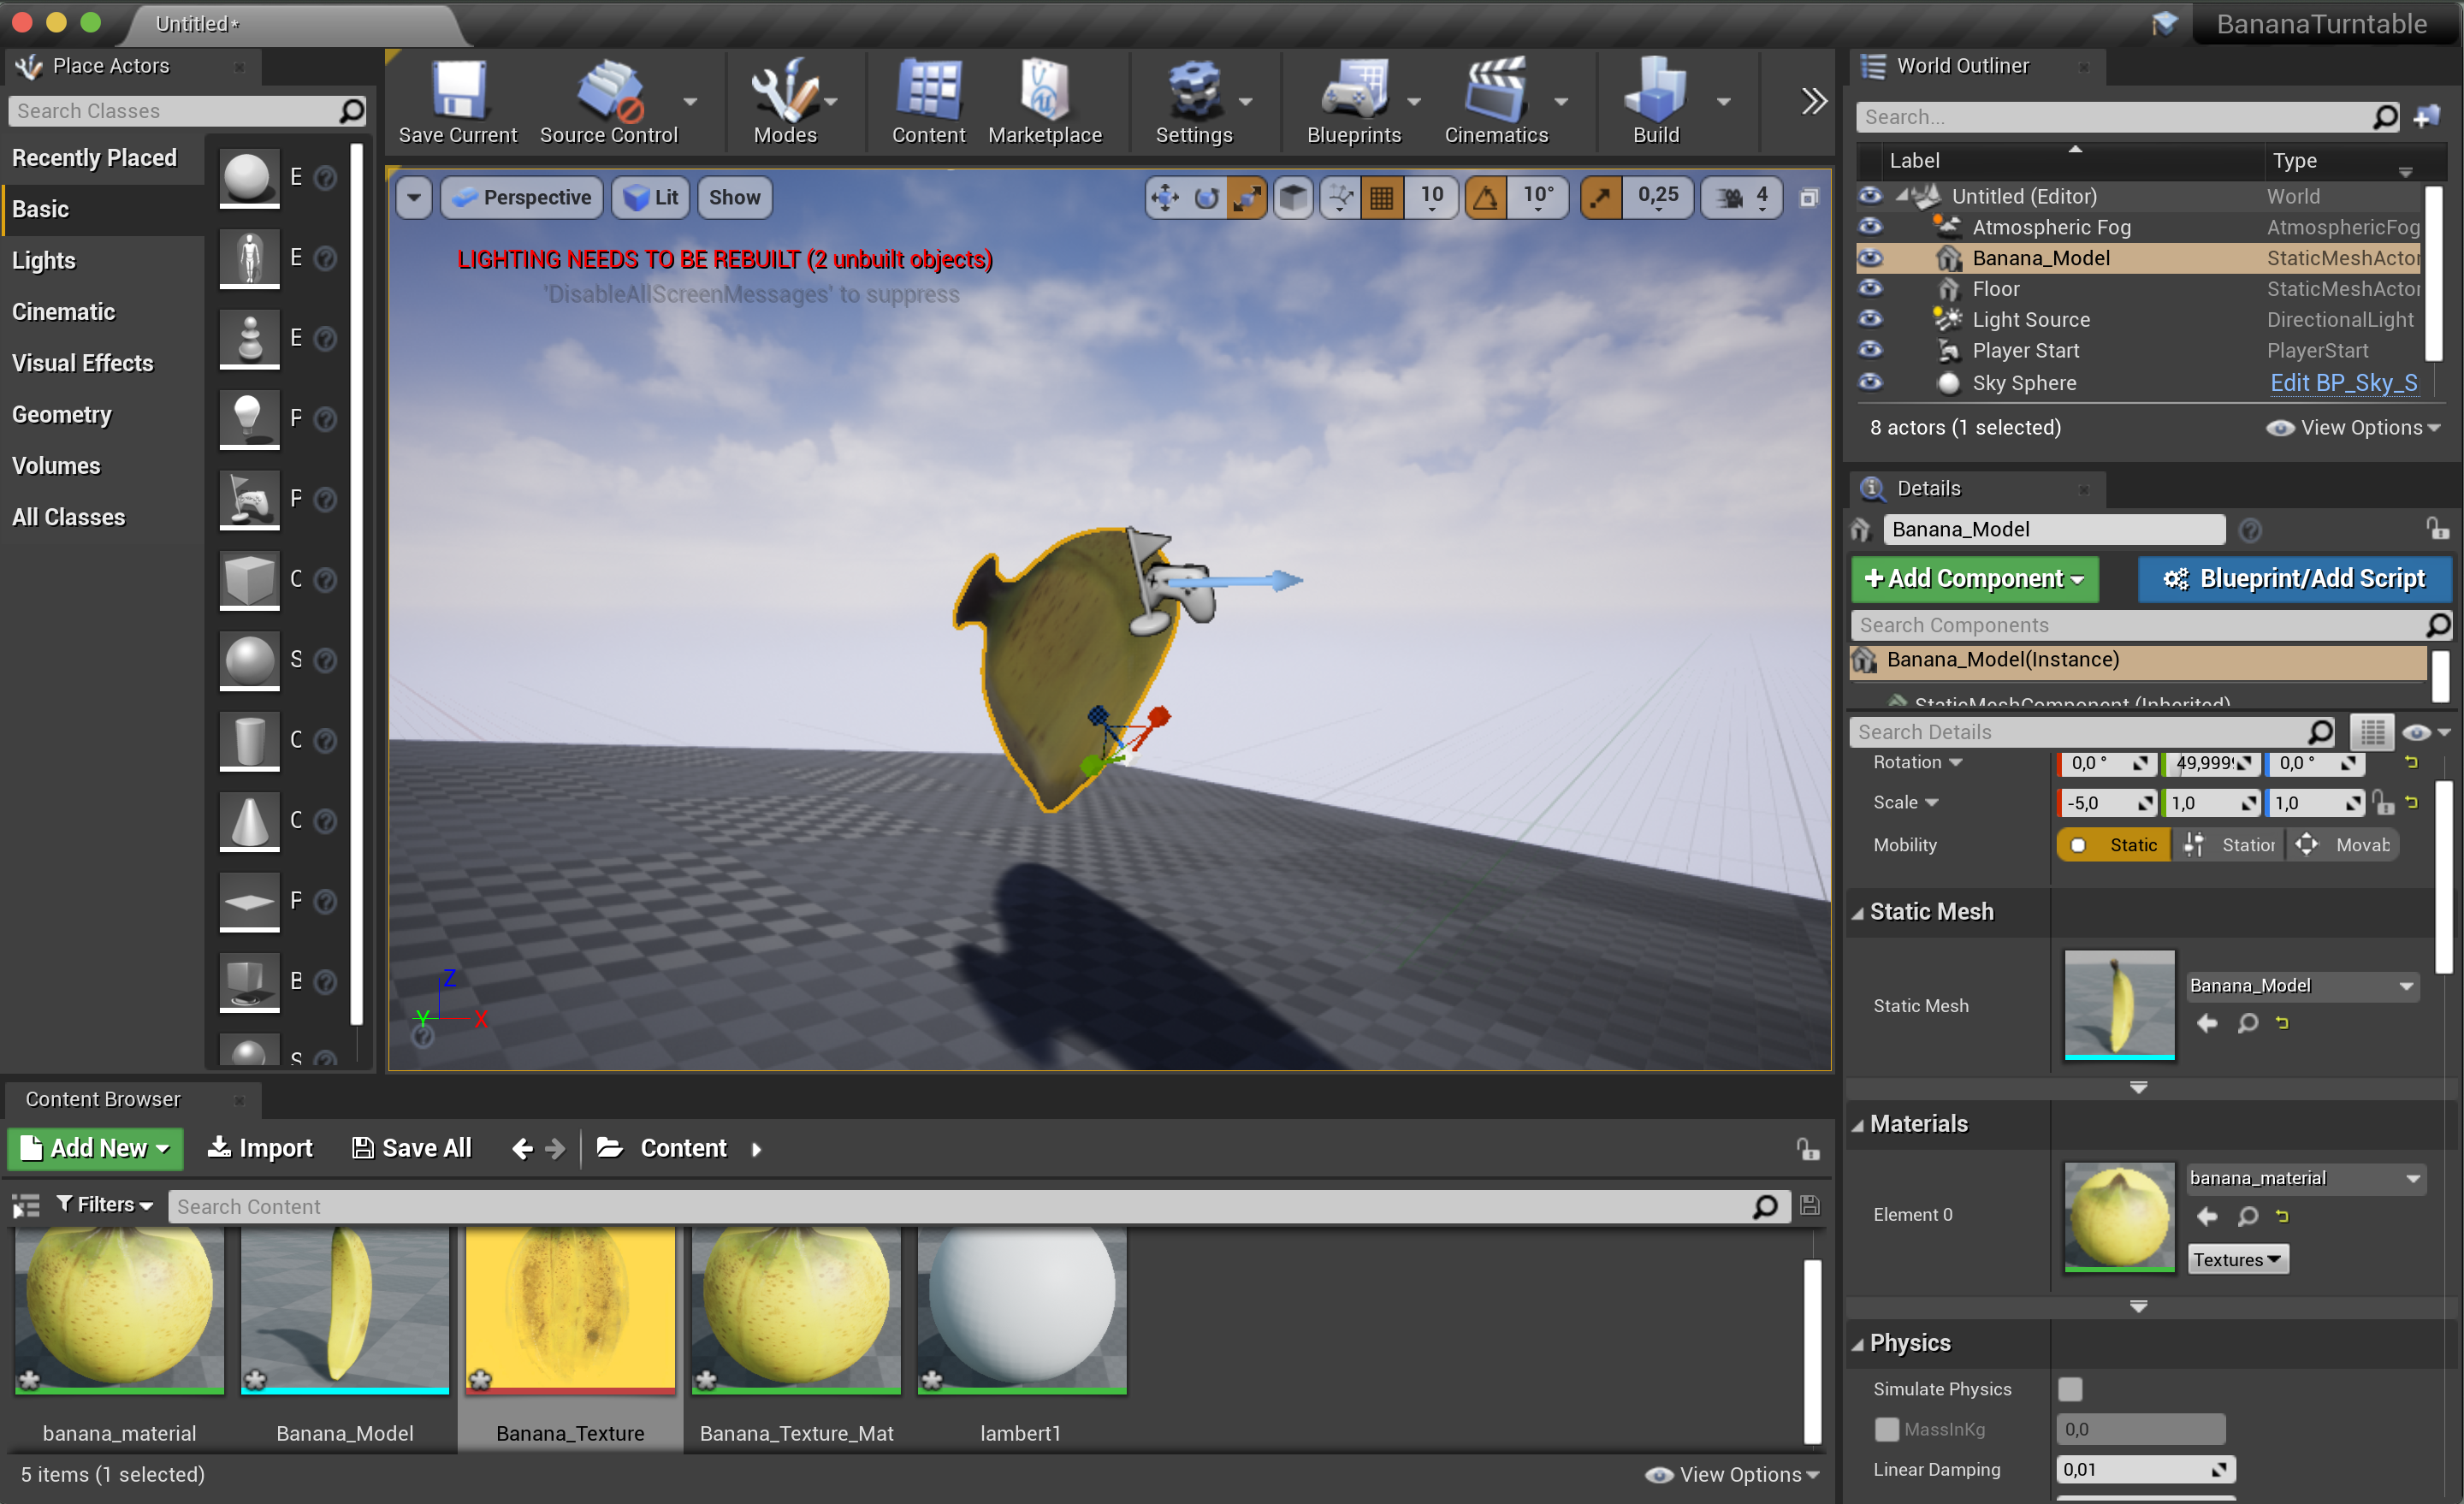 Untitled*
BananaTurntable
Place Actors
Search Classes
Recently Placed
Basic
Lights
Cinematic
Visual Effects
Geometry
Volumes
All Classes
E
E
E
P
C
S
C
C
P
B
S
Save Current
Source Control
Modes
Content
Marketplace
Settings
Blueprints
Cinematics
Build
Perspective
Lit
Show
10
10°
0,25
4
LIGHTING NEEDS TO BE REBUILT (2 unbuilt objects)
'DisableAllScreenMessages' to suppress
Z
Y
X
World Outliner
Search...
Label
Type
Untitled (Editor)
World
Atmospheric Fog
AtmosphericFog
Banana_Model
StaticMeshActor
Floor
StaticMeshActor
Light Source
DirectionalLight
Player Start
PlayerStart
Sky Sphere
Edit BP_Sky_S
8 actors (1 selected)
View Options
Details
Banana_Model
Add Component
Blueprint/Add Script
Search Components
Banana_Model(Instance)
StaticMeshComponent (Inherited)
Search Details
Rotation
0,0 °
49,9999
0,0 °
Scale
-5,0
1,0
1,0
Mobility
Static
Station
Movab
Static Mesh
Static Mesh
Banana_Model
Materials
Element 0
banana_material
Textures
Physics
Simulate Physics
MassInKg
0,0
Linear Damping
0,01
Content Browser
Add New
Import
Save All
Content
Filters
Search Content
banana_material
Banana_Model
Banana_Texture
Banana_Texture_Mat
lambert1
5 items (1 selected)
View Options